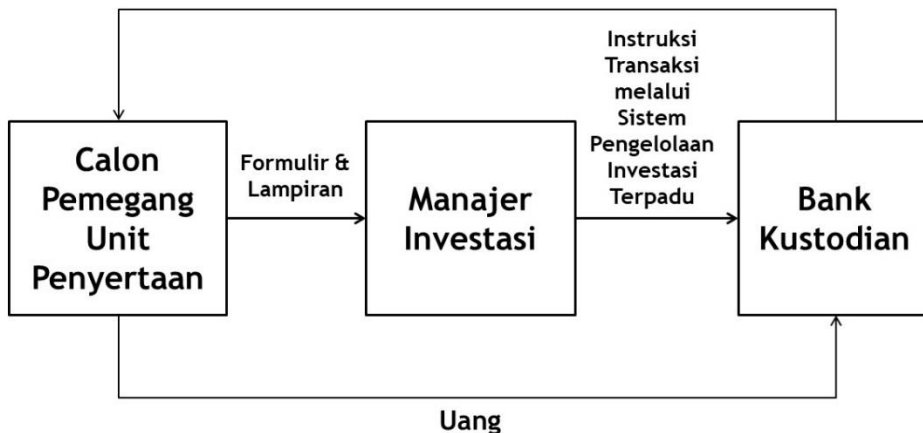 Calon
Pemegang
Unit
Penyertaan
Formulir &
Lampiran
Manajer
Investasi
Instruksi
Transaksi
melalui
Sistem
Pengelolaan
Investasi
Terpadu
Bank
Kustodian
Uang